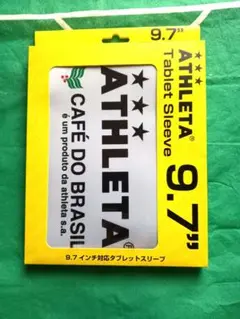 9.7"
★★★
ATHLETA®
Tablet Sleeve
9.7"
★★★
ATHLETA®
CAFÉ DO BRASIL
é um produto da athleta s.a.
9.7 インチ対応タブレットスリーブ